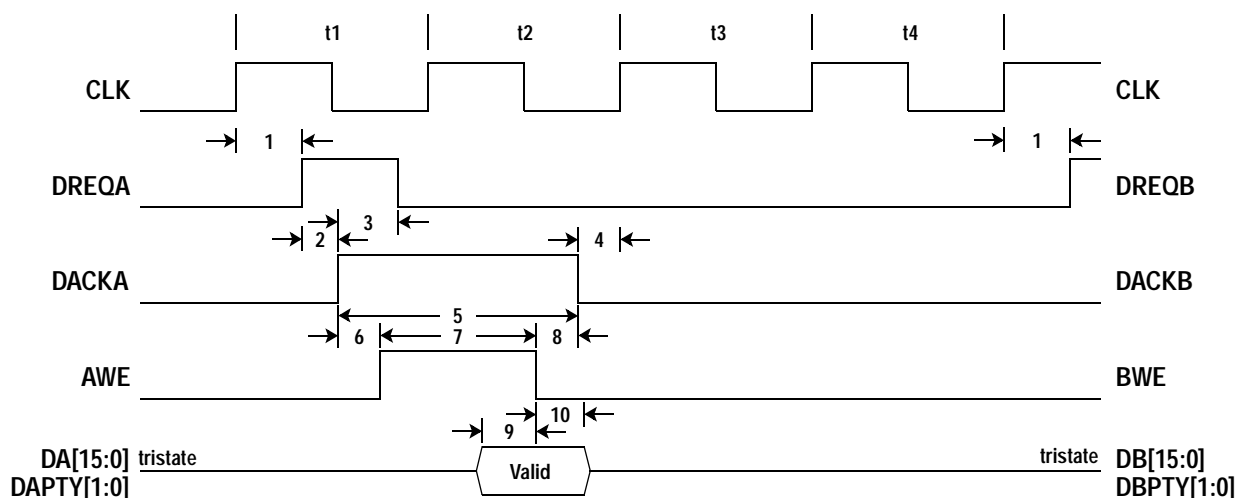 t1 t2 t3 t4
CLK CLK
1 1
DREQA DREQB
3
2 4
DACKA DACKB
5
6 7 8
AWE BWE
10
9
DA[15:0] tristate Valid tristate DB[15:0]
DAPTY[1:0] DBPTY[1:0]